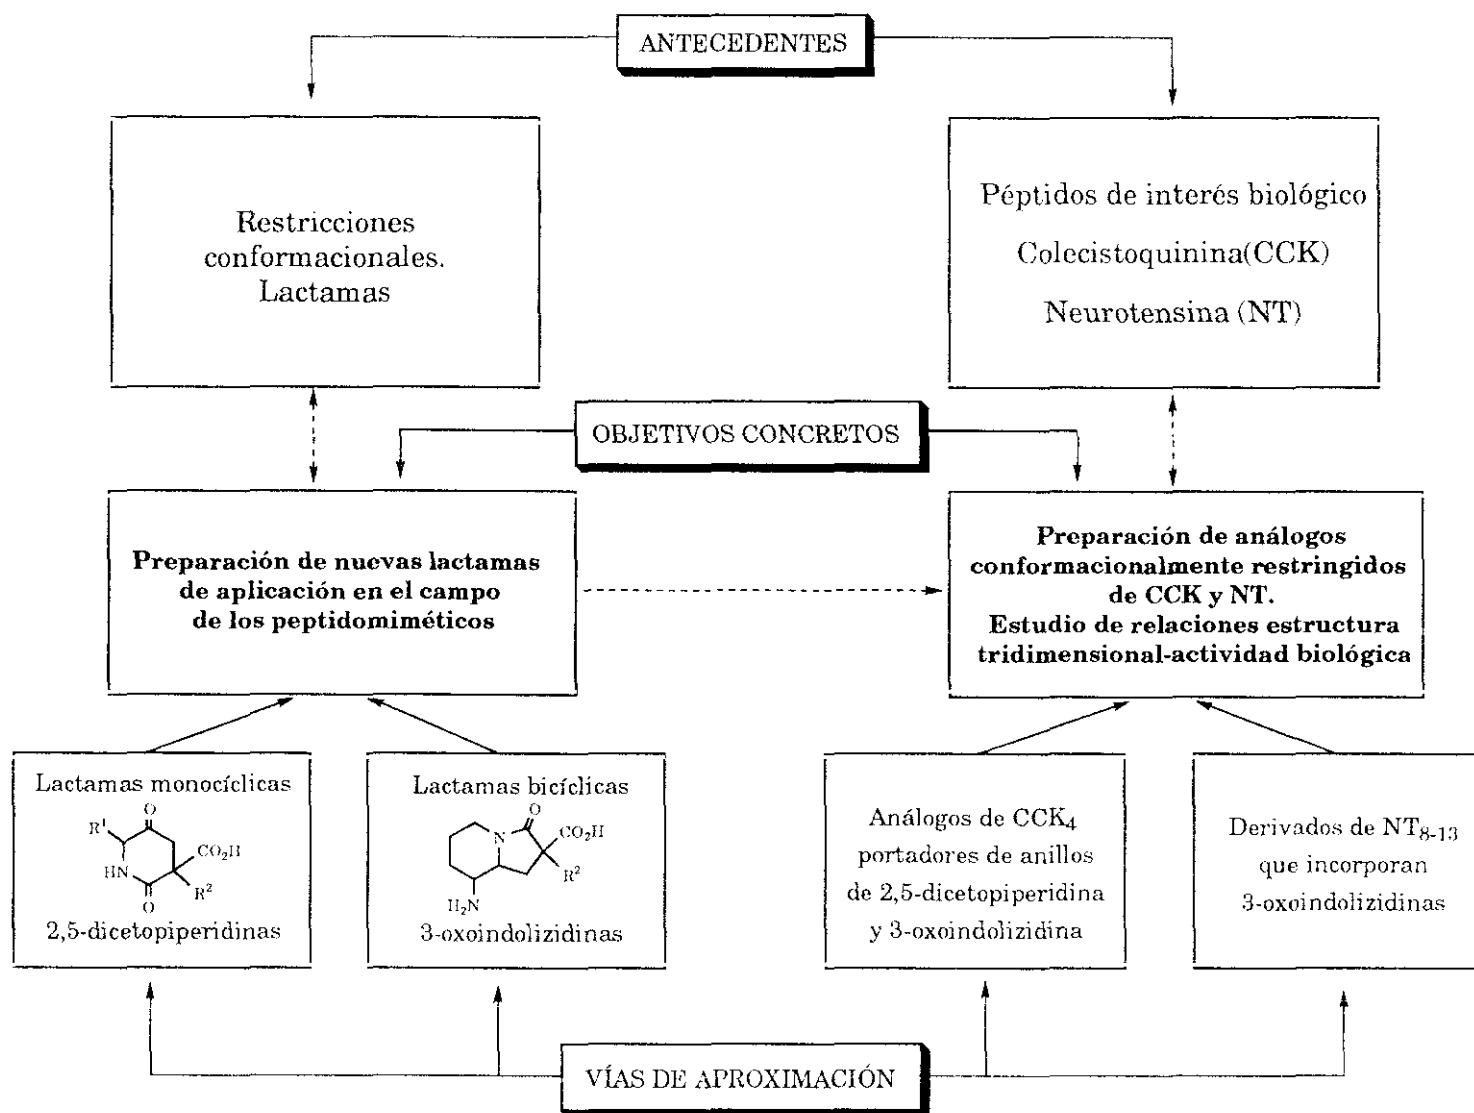 ANTECEDENTES
Restricciones
conformacionales.
Lactamas
Péptidos de interés biológico
Colecistoquinina(CCK)
Neurotensina (NT)
OBJETIVOS CONCRETOS
Preparación de nuevas lactamas
de aplicación en el campo
de los peptidomiméticos
Preparación de análogos
conformacionalmente restringidos
de CCK y NT.
Estudio de relaciones estructura
tridimensional-actividad biológica
Lactamas monocíclicas
O
R¹
CO₂H
HN
R²
O
2,5-dicetopiperidinas
Lactamas bicíclicas
O
N
CO₂H
R²
H₂N
3-oxoindolizidinas
Análogos de CCK₄
portadores de anillos
de 2,5-dicetopiperidina
y 3-oxoindolizidina
Derivados de NT₈₋₁₃
que incorporan
3-oxoindolizidinas
VÍAS DE APROXIMACIÓN